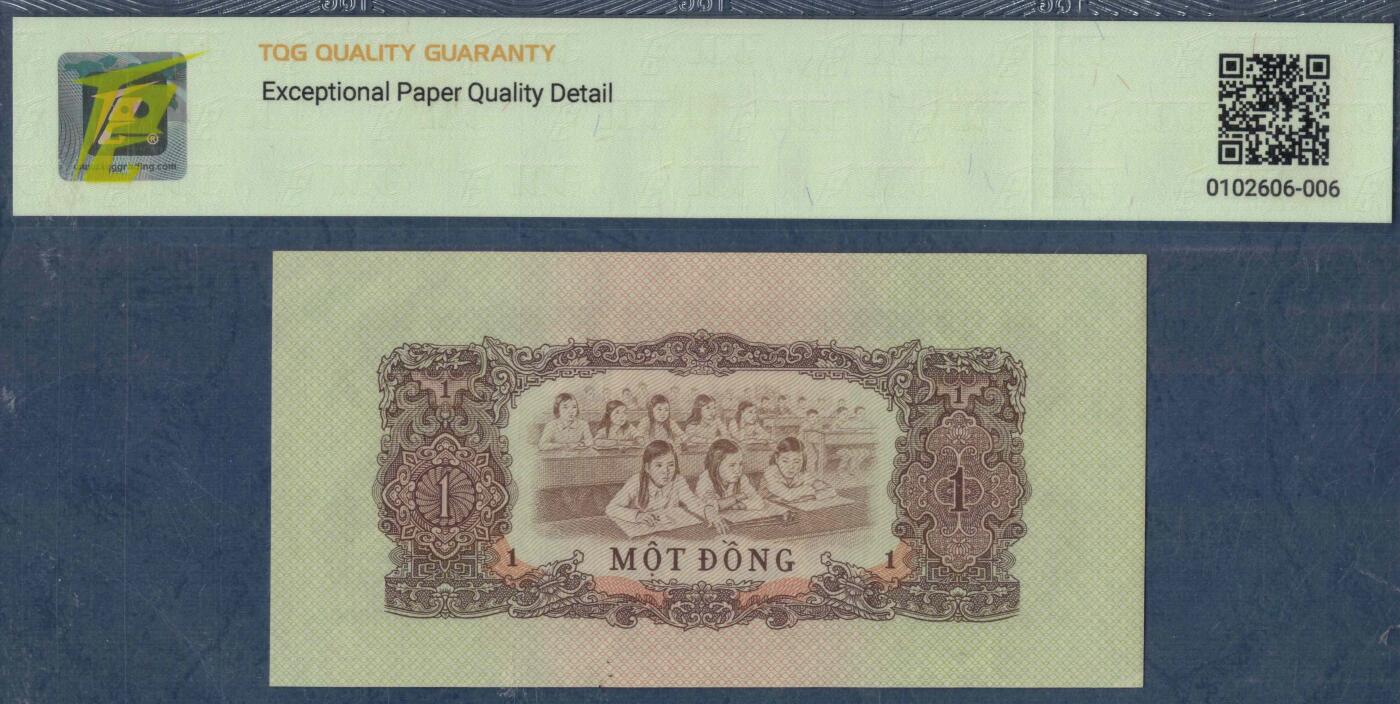 TQG QUALITY GUARANTY
Exceptional Paper Quality Detail
®
0102606-006
1 1
1 1
1 MỘT ĐỒNG 1